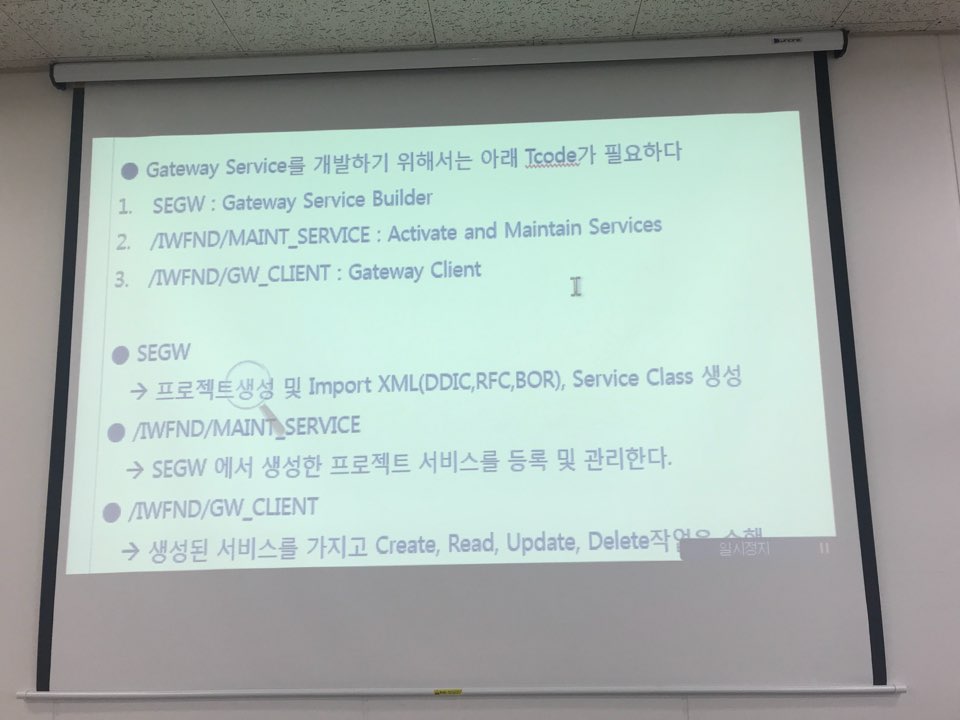 ● Gateway Service를 개발하기 위해서는 아래 Tcode가 필요하다
1. SEGW : Gateway Service Builder
2. /IWFND/MAINT_SERVICE : Activate and Maintain Services
3. /IWFND/GW_CLIENT : Gateway Client
● SEGW
→ 프로젝트생성 및 Import XML(DDIC,RFC,BOR), Service Class 생성
● /IWFND/MAINT_SERVICE
→ SEGW 에서 생성한 프로젝트 서비스를 등록 및 관리한다.
● /IWFND/GW_CLIENT
→ 생성된 서비스를 가지고 Create, Read, Update, Delete작업을 수행
일시정지